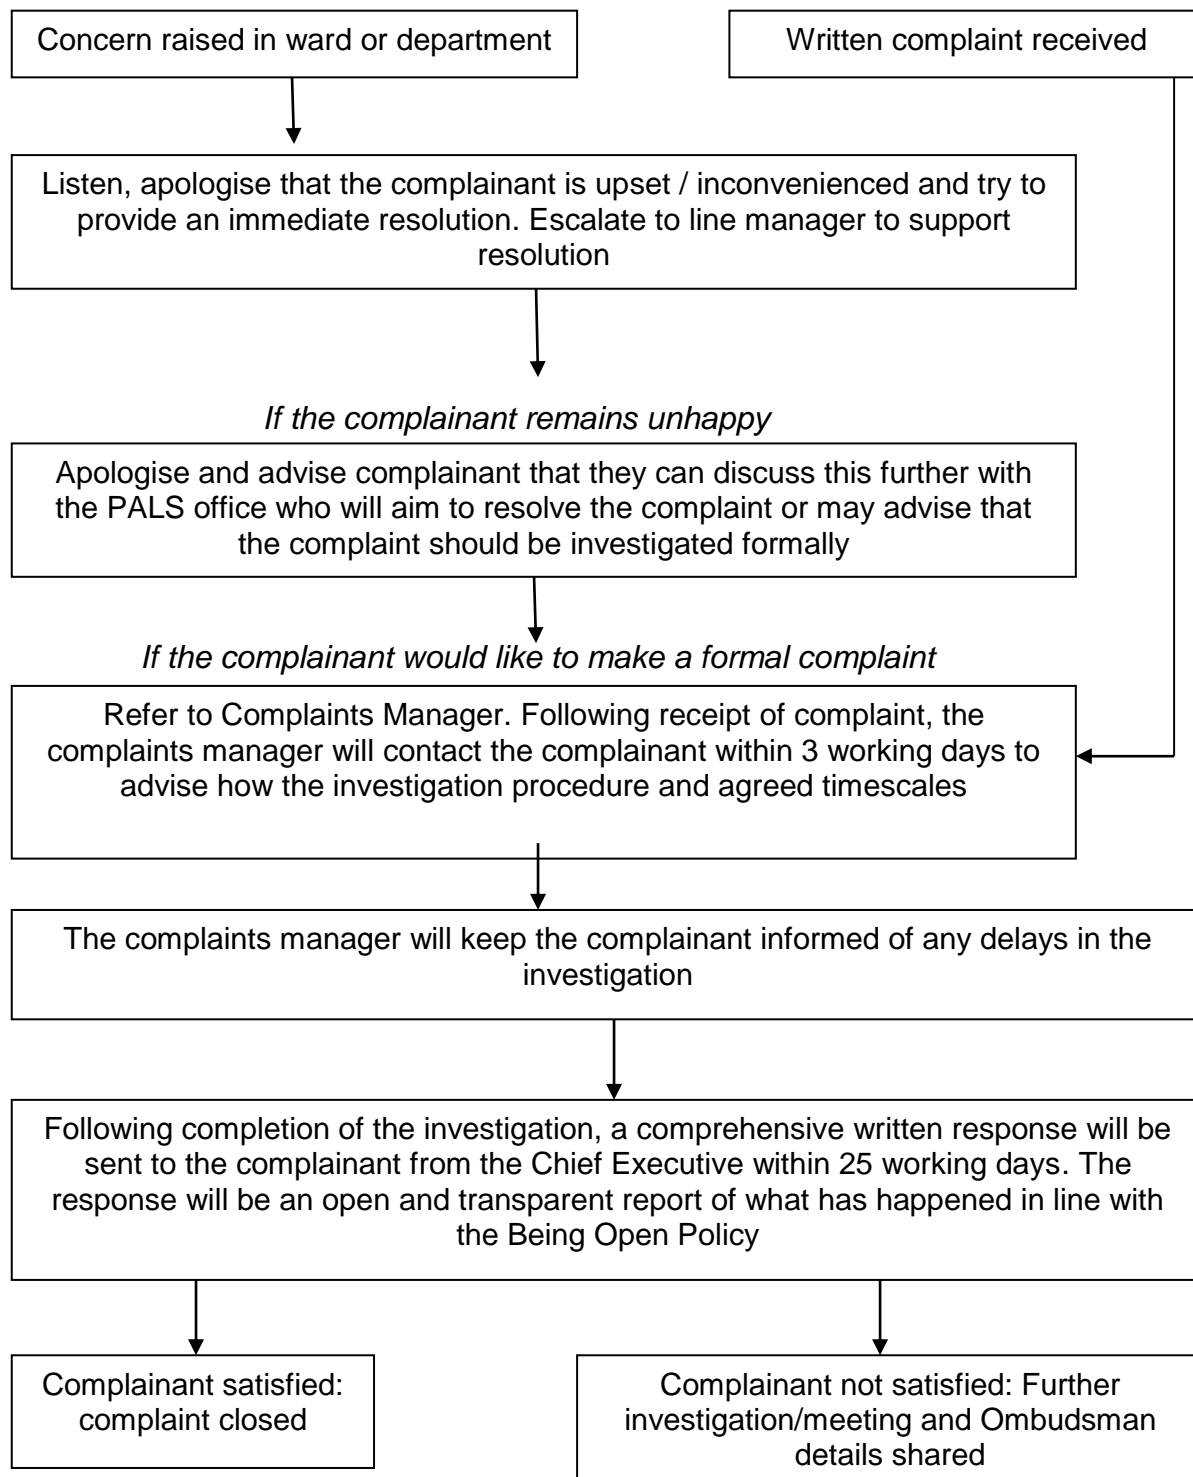 Concern raised in ward or department
Written complaint received
Listen, apologise that the complainant is upset / inconvenienced and try to
provide an immediate resolution. Escalate to line manager to support
resolution
If the complainant remains unhappy
Apologise and advise complainant that they can discuss this further with
the PALS office who will aim to resolve the complaint or may advise that
the complaint should be investigated formally
If the complainant would like to make a formal complaint
Refer to Complaints Manager. Following receipt of complaint, the
complaints manager will contact the complainant within 3 working days to
advise how the investigation procedure and agreed timescales
The complaints manager will keep the complainant informed of any delays in the
investigation
Following completion of the investigation, a comprehensive written response will be
sent to the complainant from the Chief Executive within 25 working days. The
response will be an open and transparent report of what has happened in line with
the Being Open Policy
Complainant satisfied:
complaint closed
Complainant not satisfied: Further
investigation/meeting and Ombudsman
details shared